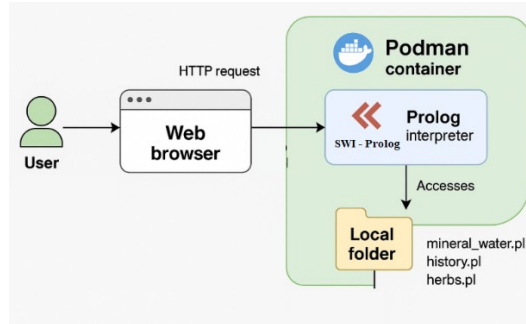 Podman
container
HTTP request
User
Web
browser
Prolog
interpreter
SWI - Prolog
Accesses
Local
folder
mineral_water.pl
history.pl
herbs.pl